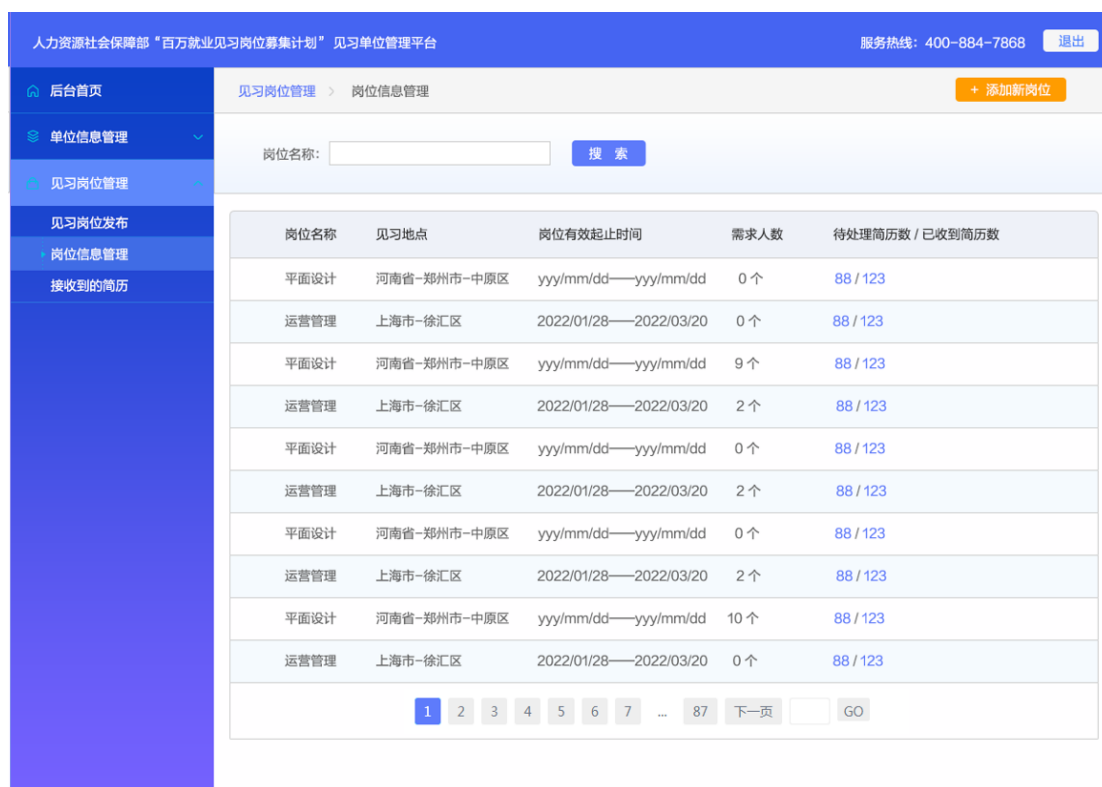 人力资源社会保障部“百万就业见习岗位募集计划” 见习单位管理平台 服务热线：400-884-7868 退出
后台首页 见习岗位管理 > 岗位信息管理 + 添加新岗位
单位信息管理
岗位名称： 搜 索
见习岗位管理
见习岗位发布
岗位信息管理
接收到的简历
岗位名称 见习地点 岗位有效起止时间 需求人数 待处理简历数 / 已收到简历数
平面设计 河南省-郑州市-中原区 yyy/mm/dd——yyy/mm/dd 0 个 88 / 123
运营管理 上海市-徐汇区 2022/01/28——2022/03/20 0 个 88 / 123
平面设计 河南省-郑州市-中原区 yyy/mm/dd——yyy/mm/dd 9 个 88 / 123
运营管理 上海市-徐汇区 2022/01/28——2022/03/20 2 个 88 / 123
平面设计 河南省-郑州市-中原区 yyy/mm/dd——yyy/mm/dd 0 个 88 / 123
运营管理 上海市-徐汇区 2022/01/28——2022/03/20 2 个 88 / 123
平面设计 河南省-郑州市-中原区 yyy/mm/dd——yyy/mm/dd 0 个 88 / 123
运营管理 上海市-徐汇区 2022/01/28——2022/03/20 2 个 88 / 123
平面设计 河南省-郑州市-中原区 yyy/mm/dd——yyy/mm/dd 10 个 88 / 123
运营管理 上海市-徐汇区 2022/01/28——2022/03/20 0 个 88 / 123
1 2 3 4 5 6 7 ... 87 下一页 GO